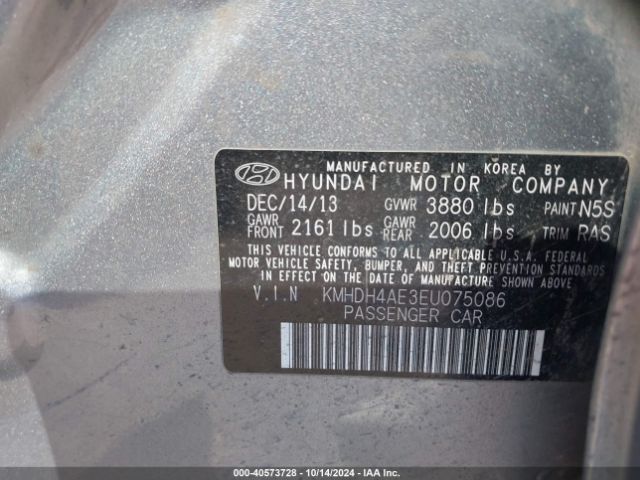 MANUFACTURED IN KOREA BY
HYUNDAI MOTOR COMPANY
DEC/14/13 GVWR 3880 lbs PAINT N5S
GAWR FRONT 2161 lbs GAWR REAR 2006 lbs TRIM RAS
THIS VEHICLE CONFORMS TO ALL APPLICABLE U.S.A. FEDERAL
MOTOR VEHICLE SAFETY, BUMPER, AND THEFT PREVENTION STANDARDS
IN EFFECT ON THE DATE OF MANUFACTURE SHOWN ABOVE.
V.I.N KMHDH4AE3EU075086
PASSENGER CAR
00-40573728 - 10/14/2024 - IAA Inc.